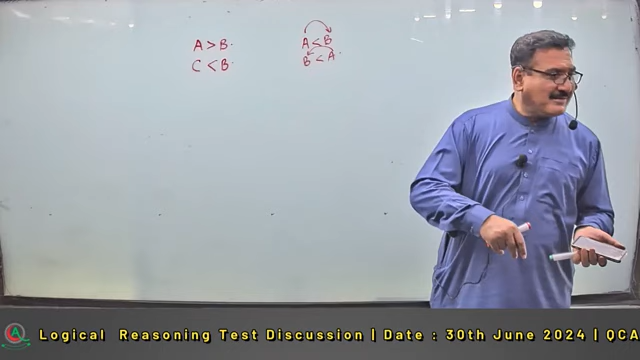 A > B.
C < B.
A < B
B < A.
A
Logical Reasoning Test Discussion | Date : 30th June 2024 | QCA